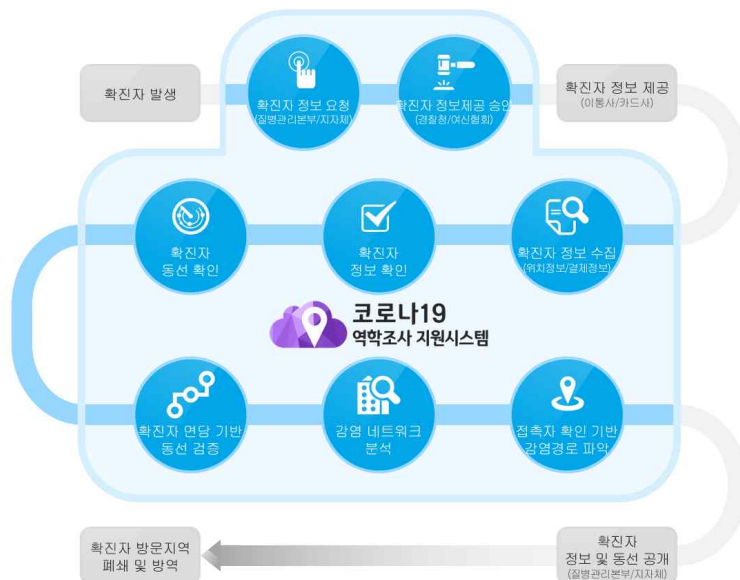 확진자 발생
확진자 정보 요청
(질병관리본부/지자체)
확진자 정보제공 승인
(경찰청/여신협회)
확진자 정보 제공
(이통사/카드사)
확진자
동선 확인
확진자
정보 확인
확진자 정보 수집
(위치정보/결제정보)
코로나19
역학조사 지원시스템
확진자 면담 기반
동선 검증
감염 네트워크
분석
접촉자 확인 기반
감염경로 파악
확진자 방문지역
폐쇄 및 방역
확진자
정보 및 동선 공개
(질병관리본부/지자체)